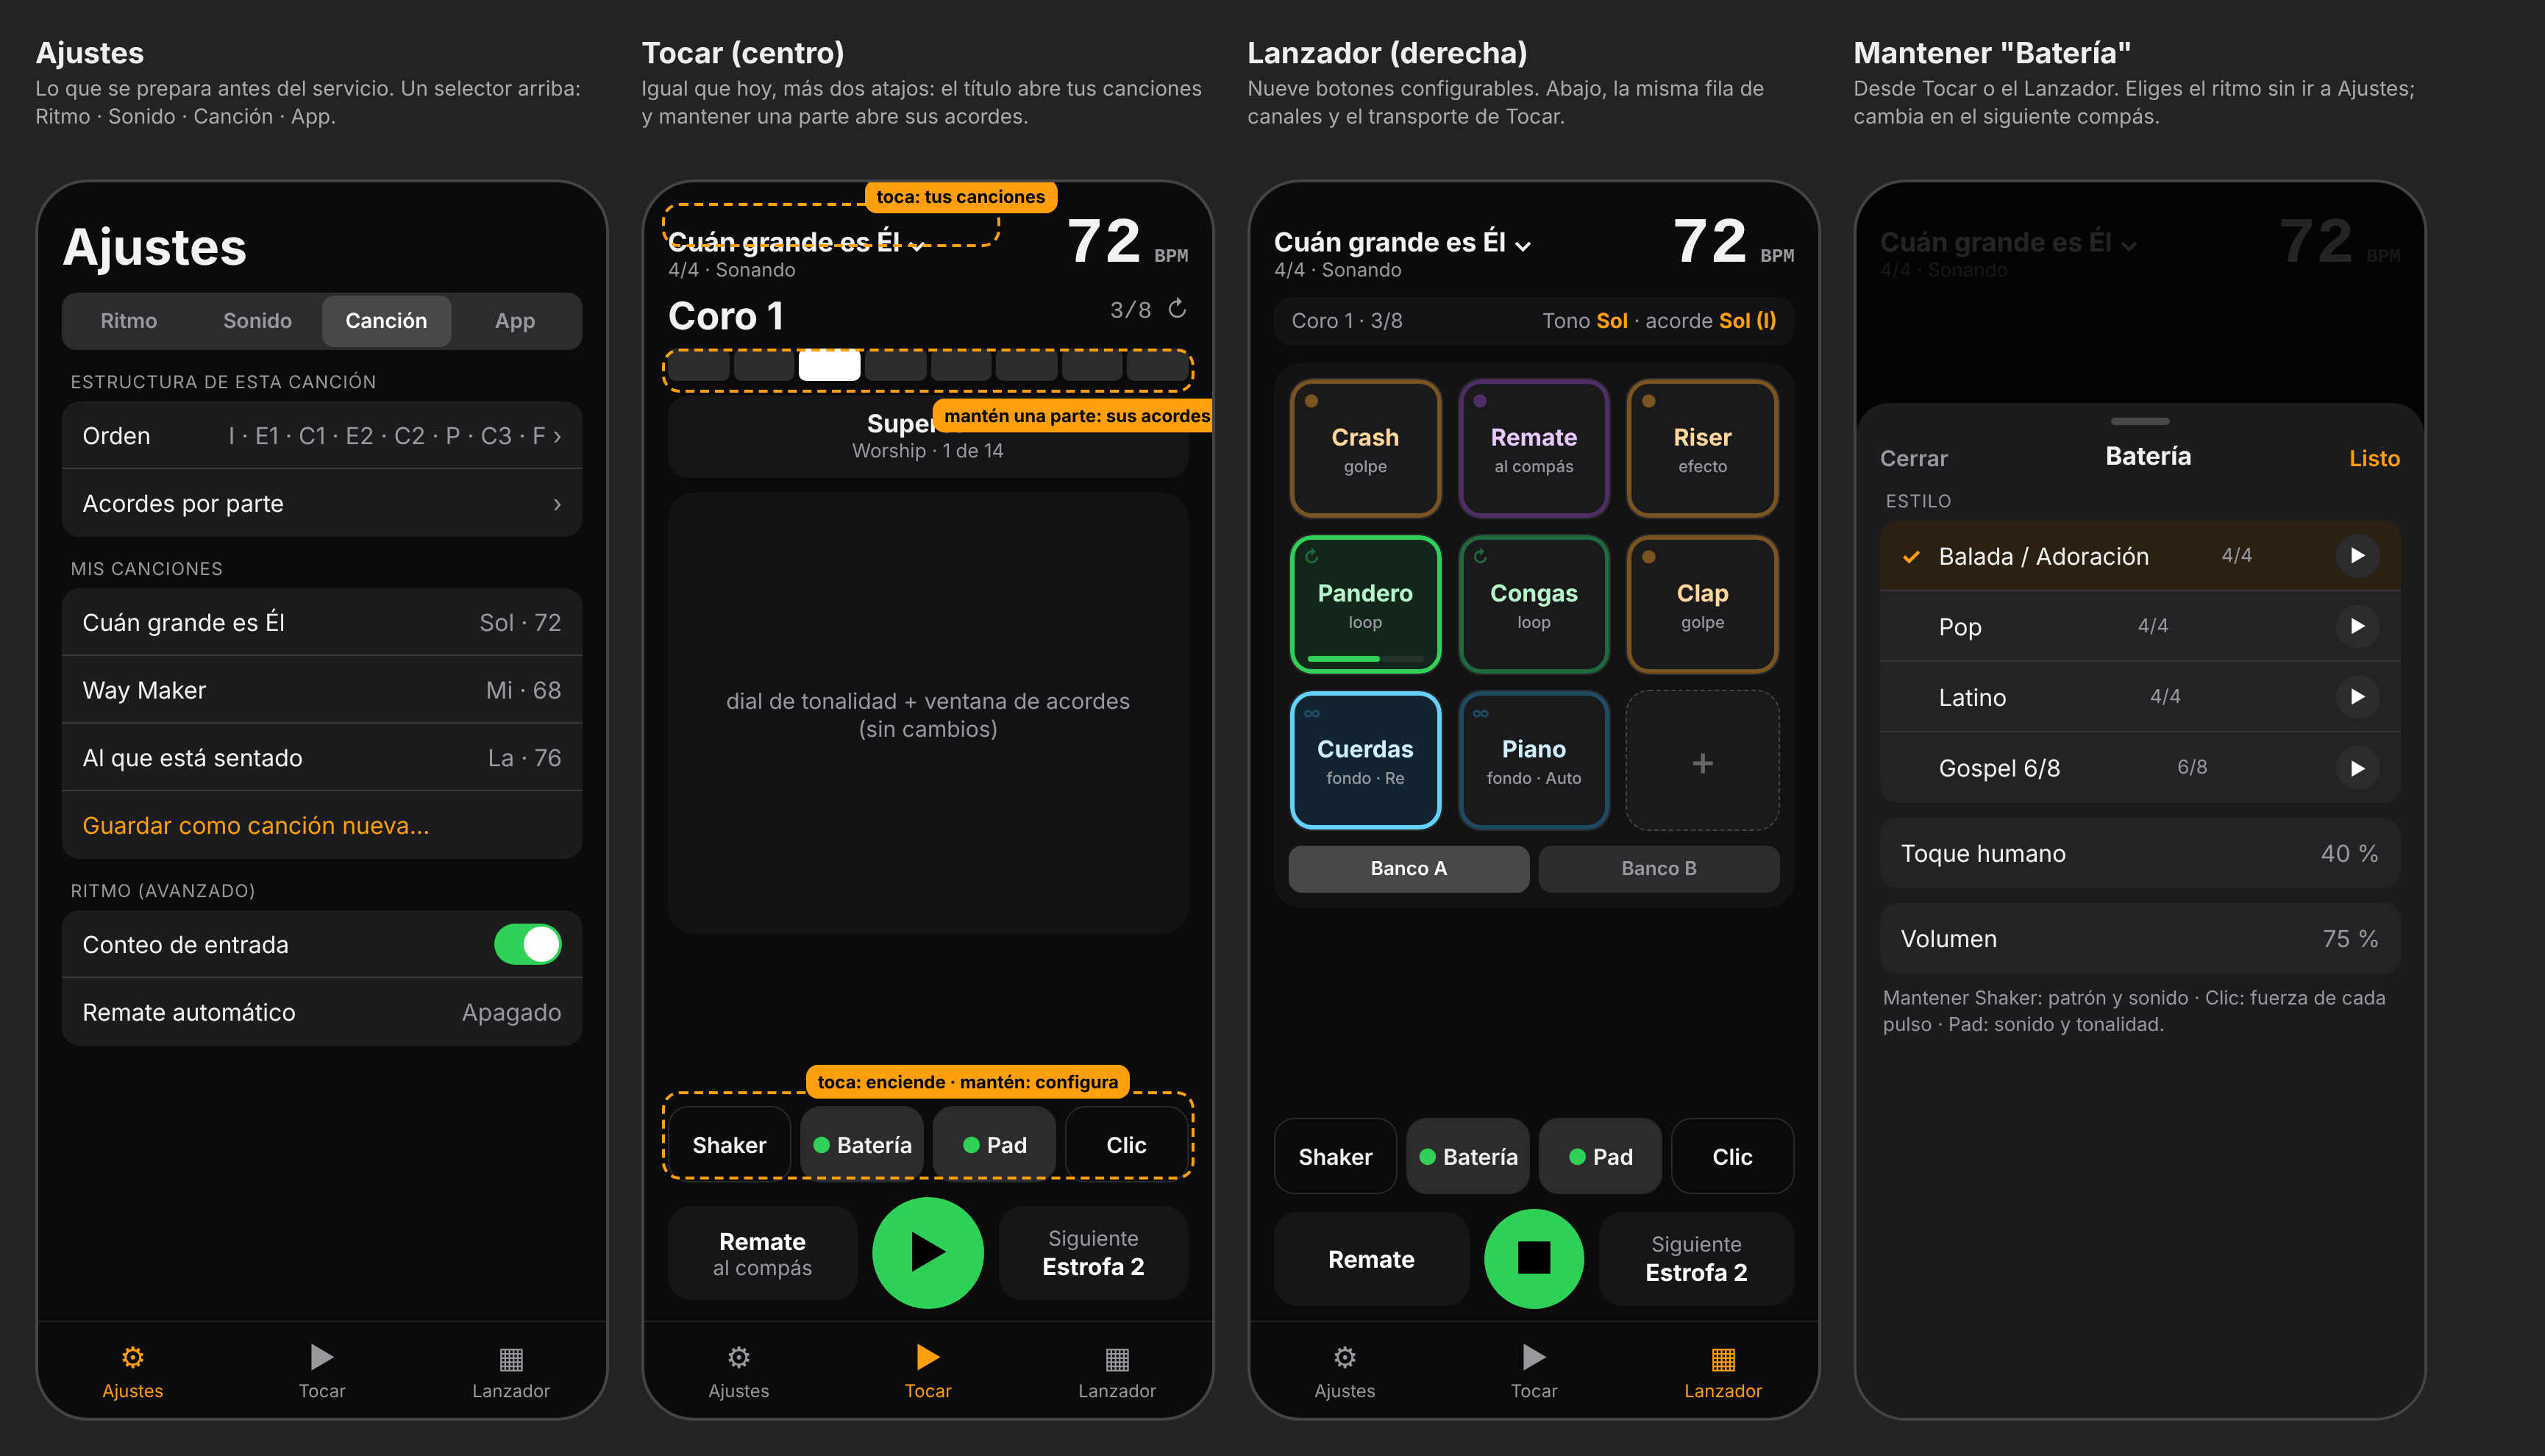 Ajustes
Lo que se prepara antes del servicio. Un selector arriba:
Ritmo · Sonido · Canción · App.
Ajustes
Ritmo
Sonido
Canción
App
ESTRUCTURA DE ESTA CANCIÓN
Orden
I · E1 · C1 · E2 · C2 · P · C3 · F ›
Acordes por parte
›
MIS CANCIONES
Cuán grande es Él
Sol · 72
Way Maker
Mi · 68
Al que está sentado
La · 76
Guardar como canción nueva...
RITMO (AVANZADO)
Conteo de entrada
Remate automático
Apagado
Ajustes
Tocar
Lanzador
Tocar (centro)
Igual que hoy, más dos atajos: el título abre tus canciones
y mantener una parte abre sus acordes.
toca: tus canciones
Cuán grande es Él
72 BPM
4/4 · Sonando
Coro 1
3/8
mantén una parte: sus acordes
Worship · 1 de 14
dial de tonalidad + ventana de acordes
(sin cambios)
toca: enciende · mantén: configura
Shaker
Batería
Pad
Clic
Remate
al compás
Siguiente
Estrofa 2
Ajustes
Tocar
Lanzador
Lanzador (derecha)
Nueve botones configurables. Abajo, la misma fila de
canales y el transporte de Tocar.
Cuán grande es Él
72 BPM
4/4 · Sonando
Coro 1 · 3/8
Tono Sol · acorde Sol (I)
Crash
golpe
Remate
al compás
Riser
efecto
Pandero
loop
Congas
loop
Clap
golpe
∞
Cuerdas
fondo · Re
∞
Piano
fondo · Auto
+
Banco A
Banco B
Shaker
Batería
Pad
Clic
Remate
Siguiente
Estrofa 2
Ajustes
Tocar
Lanzador
Mantener "Batería"
Desde Tocar o el Lanzador. Eliges el ritmo sin ir a Ajustes;
cambia en el siguiente compás.
Cuán grande es Él
72 BPM
4/4 · Sonando
Cerrar
Batería
Listo
ESTILO
Balada / Adoración
4/4
Pop
4/4
Latino
4/4
Gospel 6/8
6/8
Toque humano
40 %
Volumen
75 %
Mantener Shaker: patrón y sonido · Clic: fuerza de cada
pulso · Pad: sonido y tonalidad.